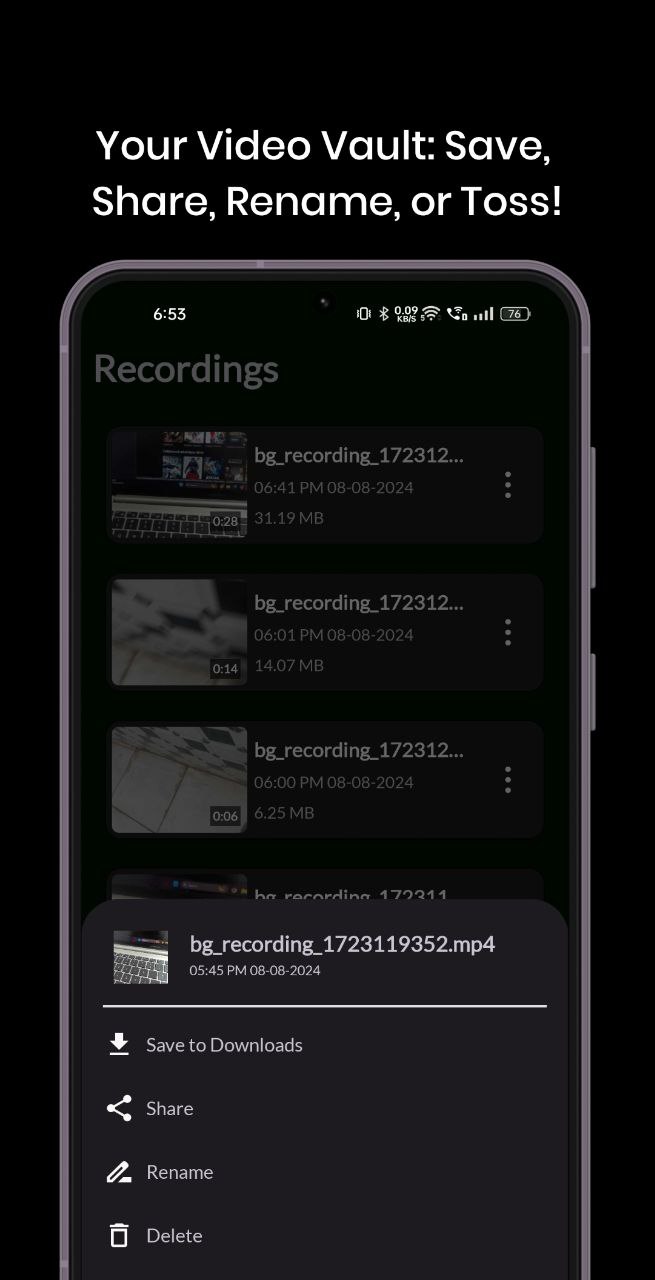 Your Video Vault: Save,
Share, Rename, or Toss!
6:53
0.09
KB/S
5
76
Recordings
bg_recording_172312...
06:41 PM 08-08-2024
31.19 MB
0:28
bg_recording_172312...
06:01 PM 08-08-2024
14.07 MB
0:14
bg_recording_172312...
06:00 PM 08-08-2024
6.25 MB
0:06
bg_recording_172311
bg_recording_1723119352.mp4
05:45 PM 08-08-2024
Save to Downloads
Share
Rename
Delete